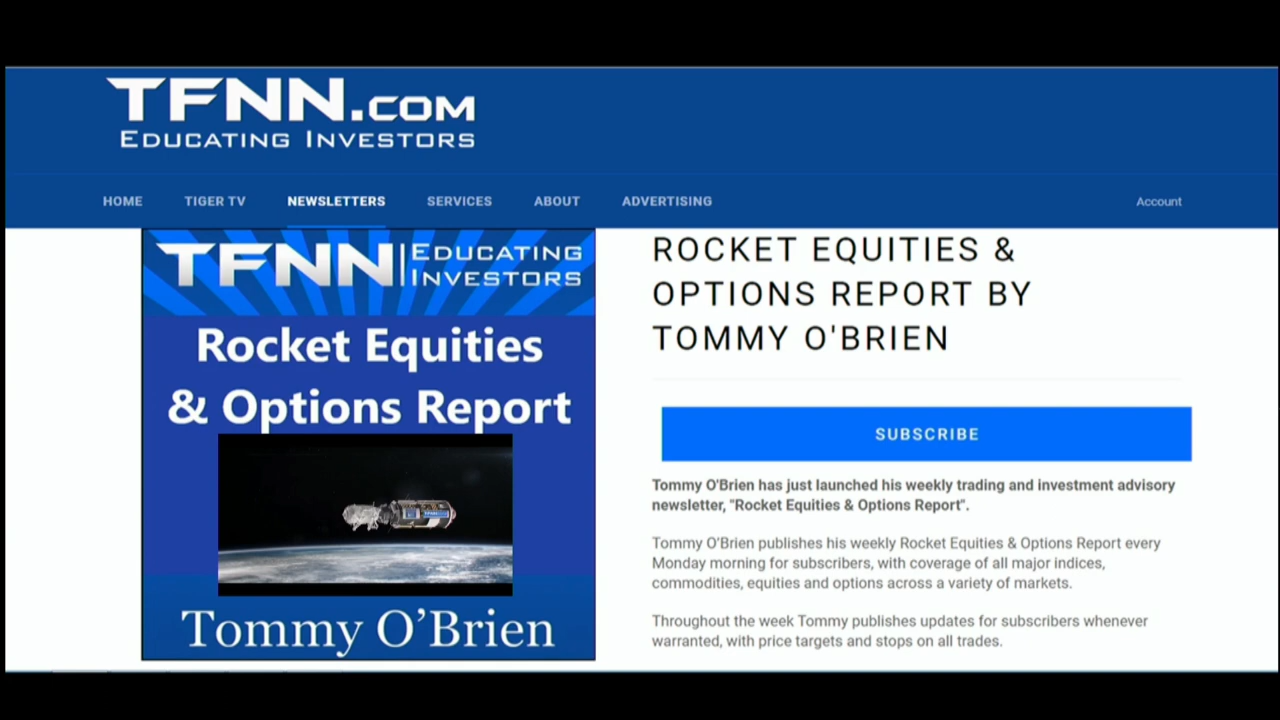 TFNN.COM
EDUCATING INVESTORS
HOME
TIGER TV
NEWSLETTERS
SERVICES
ABOUT
ADVERTISING
Account
TFNN
EDUCATING
INVESTORS
Rocket Equities
& Options Report
Tommy O’Brien
ROCKET EQUITIES &
OPTIONS REPORT BY
TOMMY O'BRIEN
SUBSCRIBE
Tommy O'Brien has just launched his weekly trading and investment advisory
newsletter, "Rocket Equities & Options Report".
Tommy O'Brien publishes his weekly Rocket Equities & Options Report every
Monday morning for subscribers, with coverage of all major indices,
commodities, equities and options across a variety of markets.
Throughout the week Tommy publishes updates for subscribers whenever
warranted, with price targets and stops on all trades.